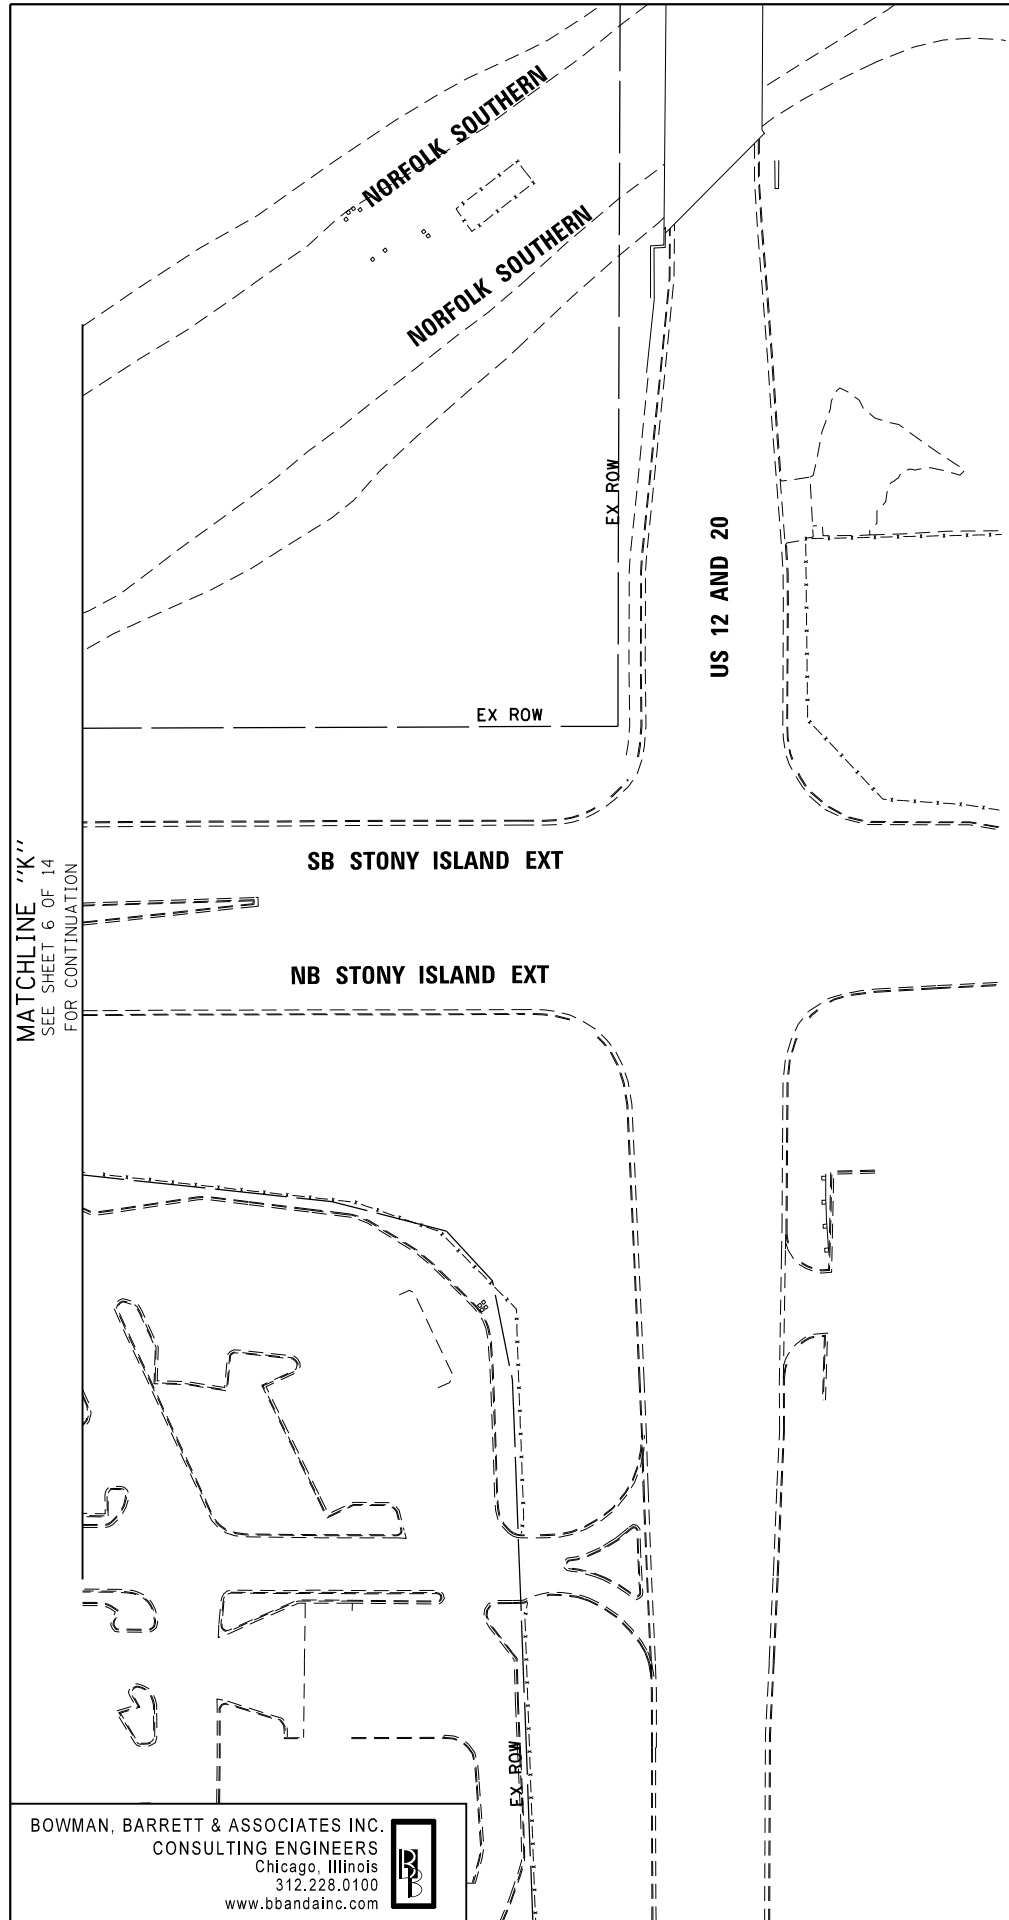 NORFOLK SOUTHERN
NORFOLK SOUTHERN
EX ROW
US 12 AND 20
EX ROW
SB STONY ISLAND EXT
MATCHLINE ''K''
SEE SHEET 6 OF 14
FOR CONTINUATION
NB STONY ISLAND EXT
EX ROW
BOWMAN, BARRETT & ASSOCIATES INC.
CONSULTING ENGINEERS
Chicago, Illinois
312.228.0100
www.bbandainc.com